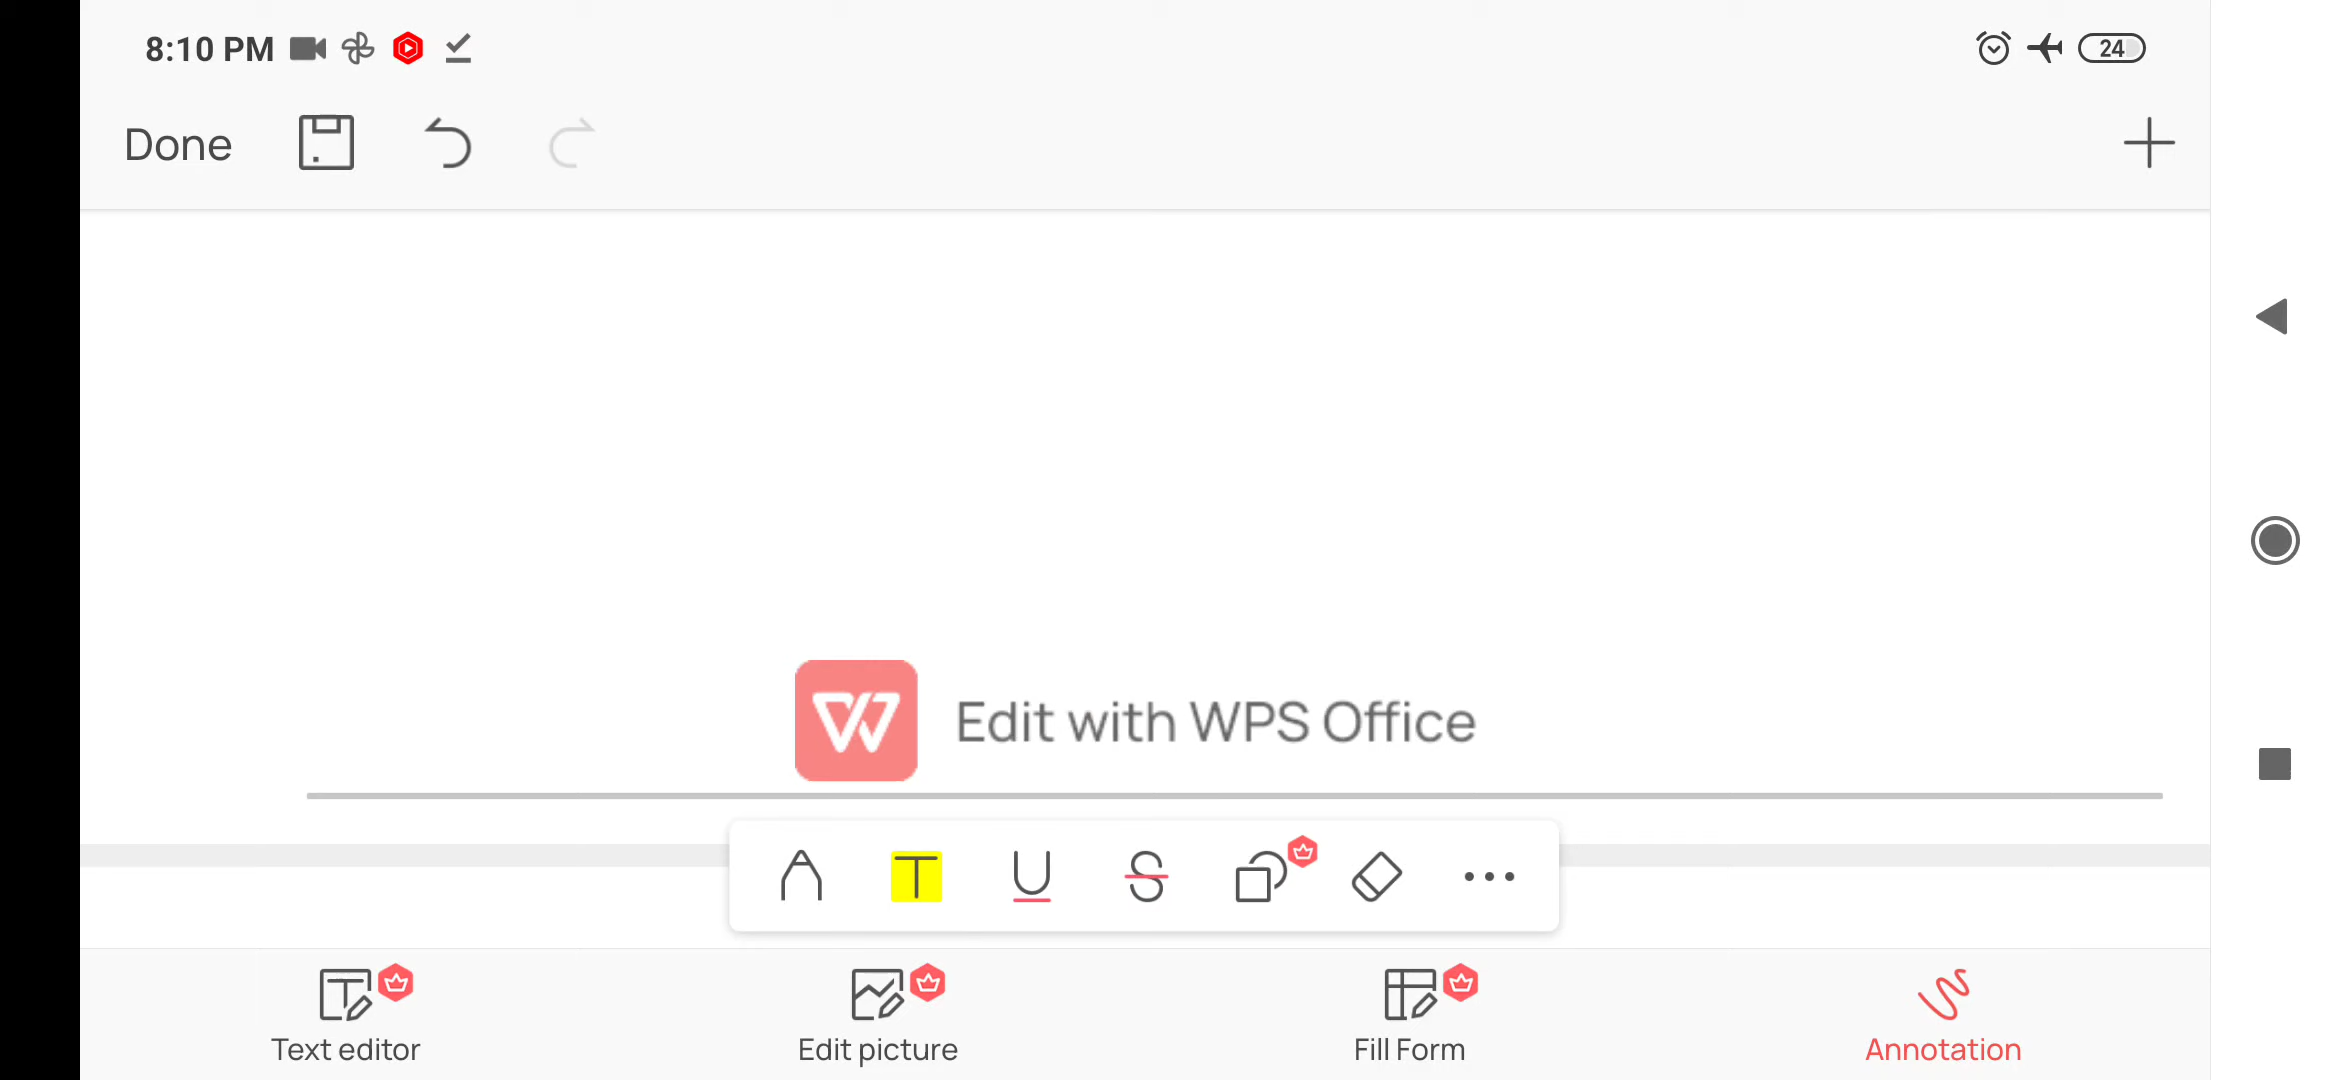 8:10 PM
24
Done
Edit with WPS Office
T
U
S
Text editor
Edit picture
Fill Form
Annotation